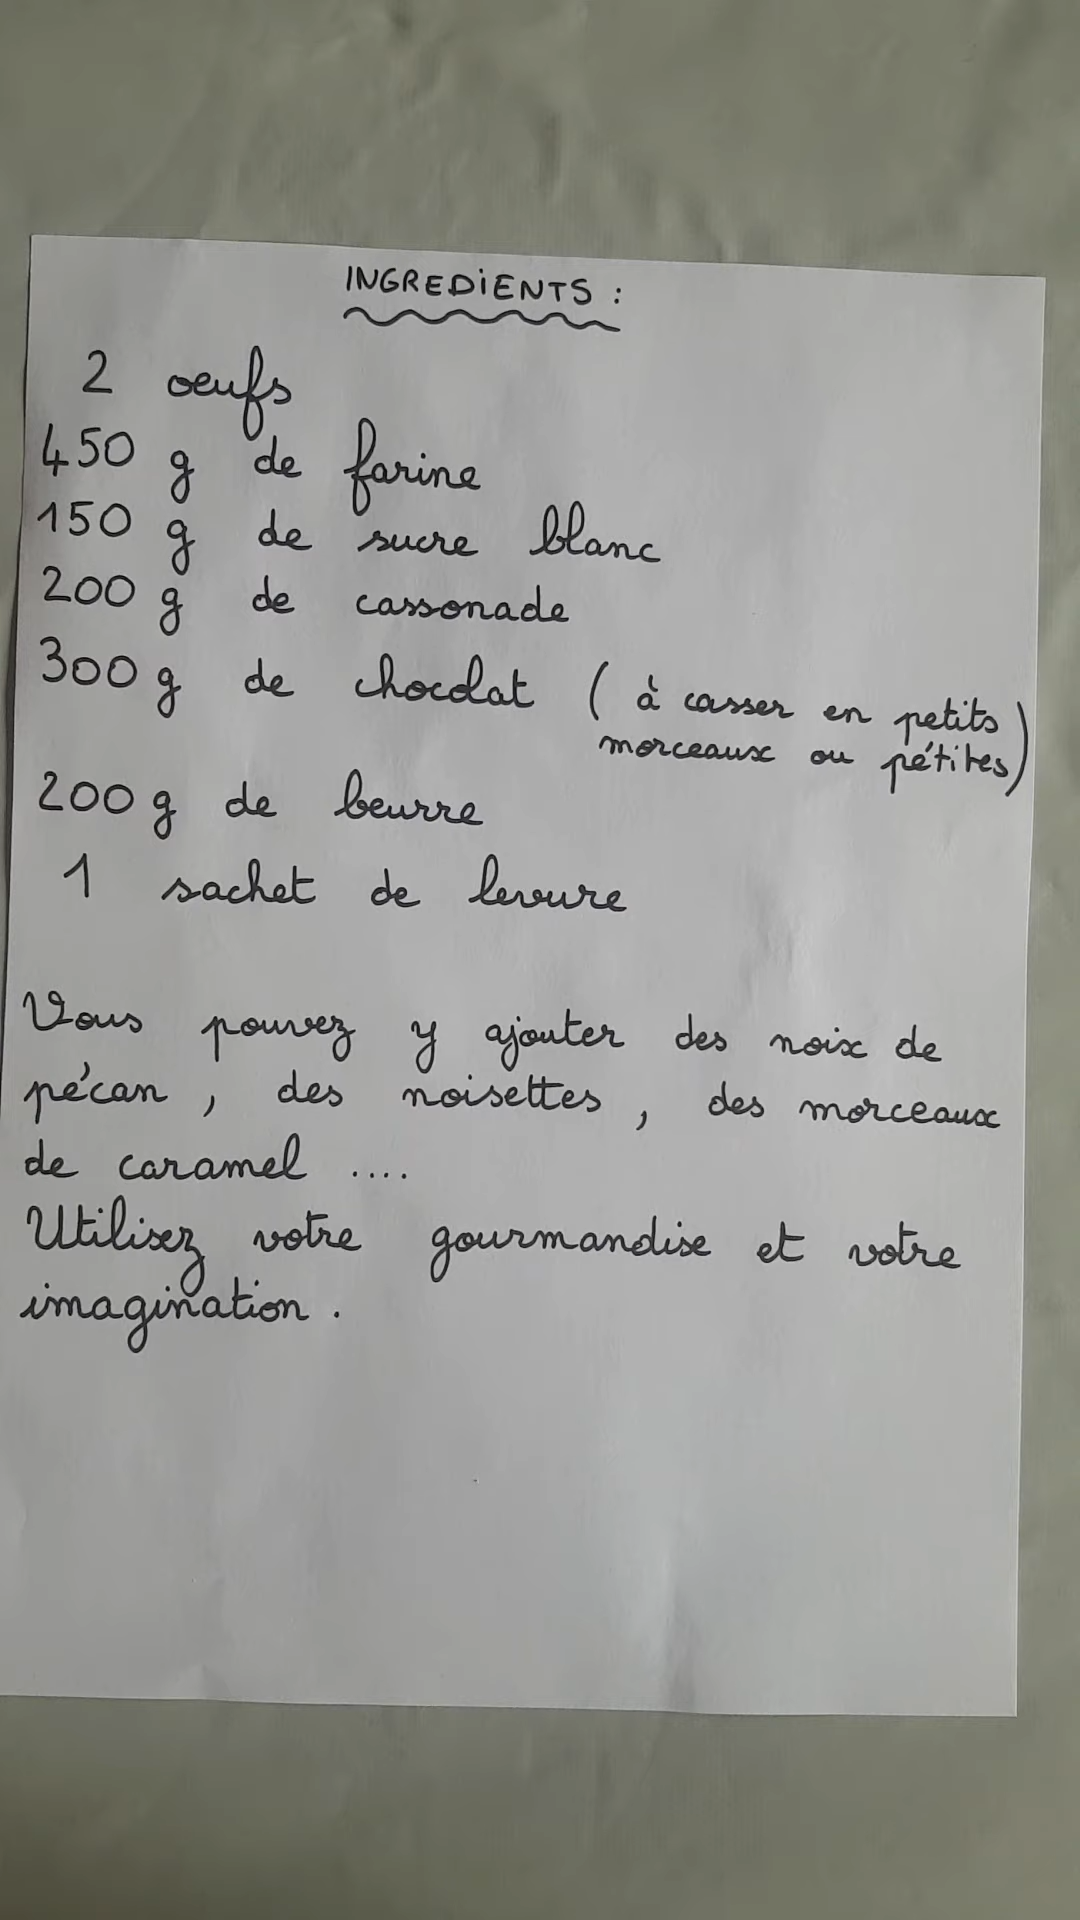 INGREDIENTS :
2 oeufs
450 g de farine
150 g de sucre blanc
200 g de cassonade
300 g de chocolat ( à casser en petits
morceaux ou pétites)
200 g de beurre
1 sachet de levure
Vous pouvez y ajouter des noix de
pécan , des noisettes , des morceaux
de caramel ....
Utilisez votre gourmandise et votre
imagination .